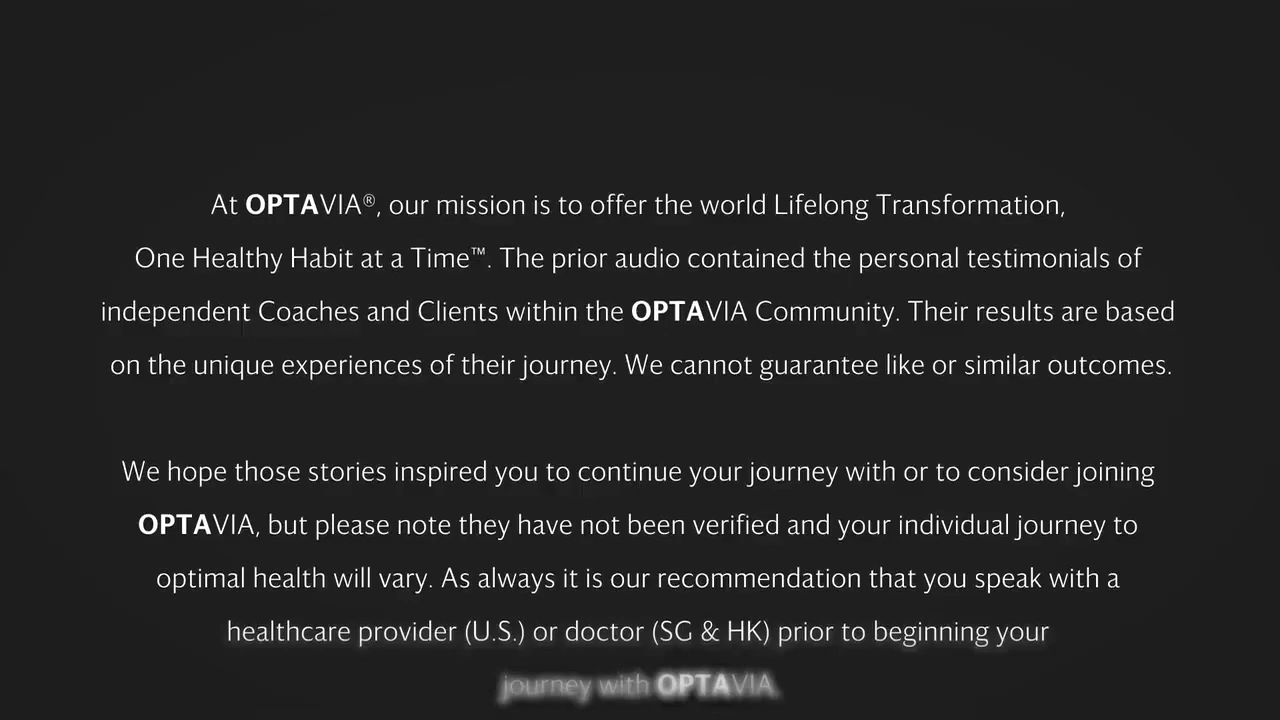 At OPTAVIA®, our mission is to offer the world Lifelong Transformation,
One Healthy Habit at a Time™. The prior audio contained the personal testimonials of
independent Coaches and Clients within the OPTAVIA Community. Their results are based
on the unique experiences of their journey. We cannot guarantee like or similar outcomes.
We hope those stories inspired you to continue your journey with or to consider joining
OPTAVIA, but please note they have not been verified and your individual journey to
optimal health will vary. As always it is our recommendation that you speak with a
healthcare provider (U.S.) or doctor (SG & HK) prior to beginning your
journey with OPTAVIA.